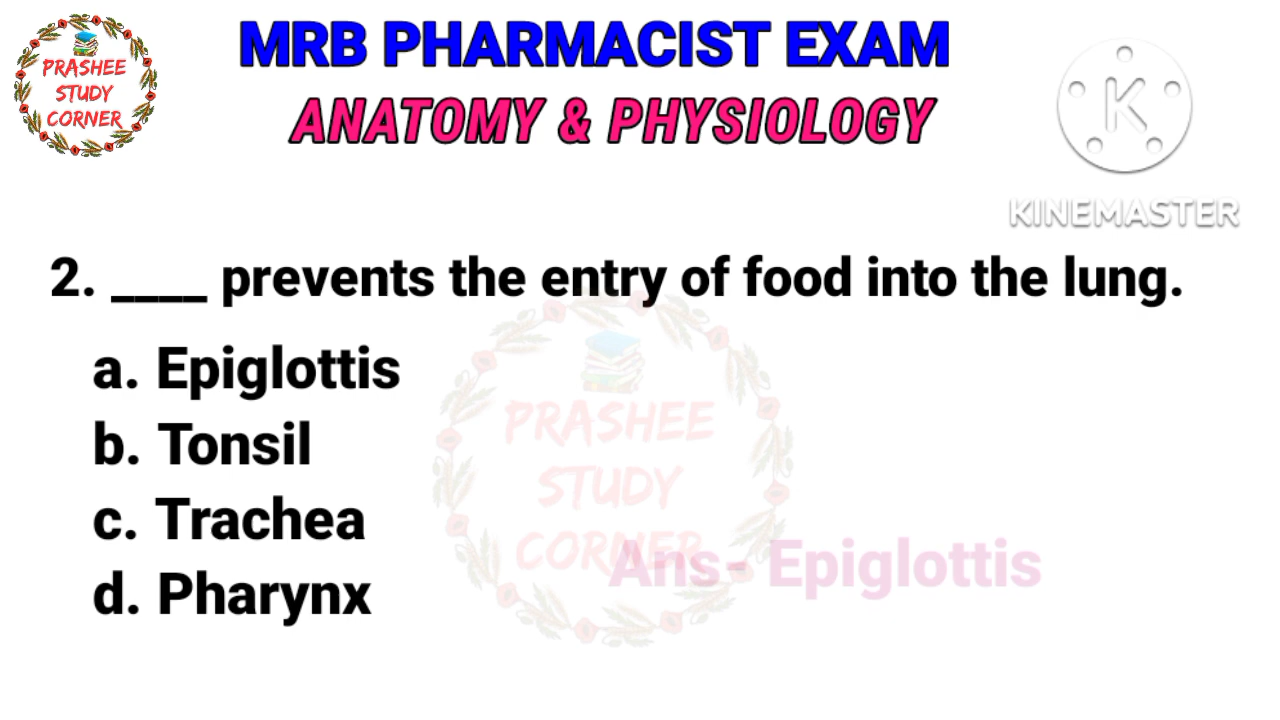 PRASHEE
STUDY
CORNER
MRB PHARMACIST EXAM
ANATOMY & PHYSIOLOGY
K
KINEMASTER
2. ____ prevents the entry of food into the lung.
a. Epiglottis
b. Tonsil
c. Trachea
d. Pharynx
PRASHEE
STUDY
CORNER
Ans- Epiglottis